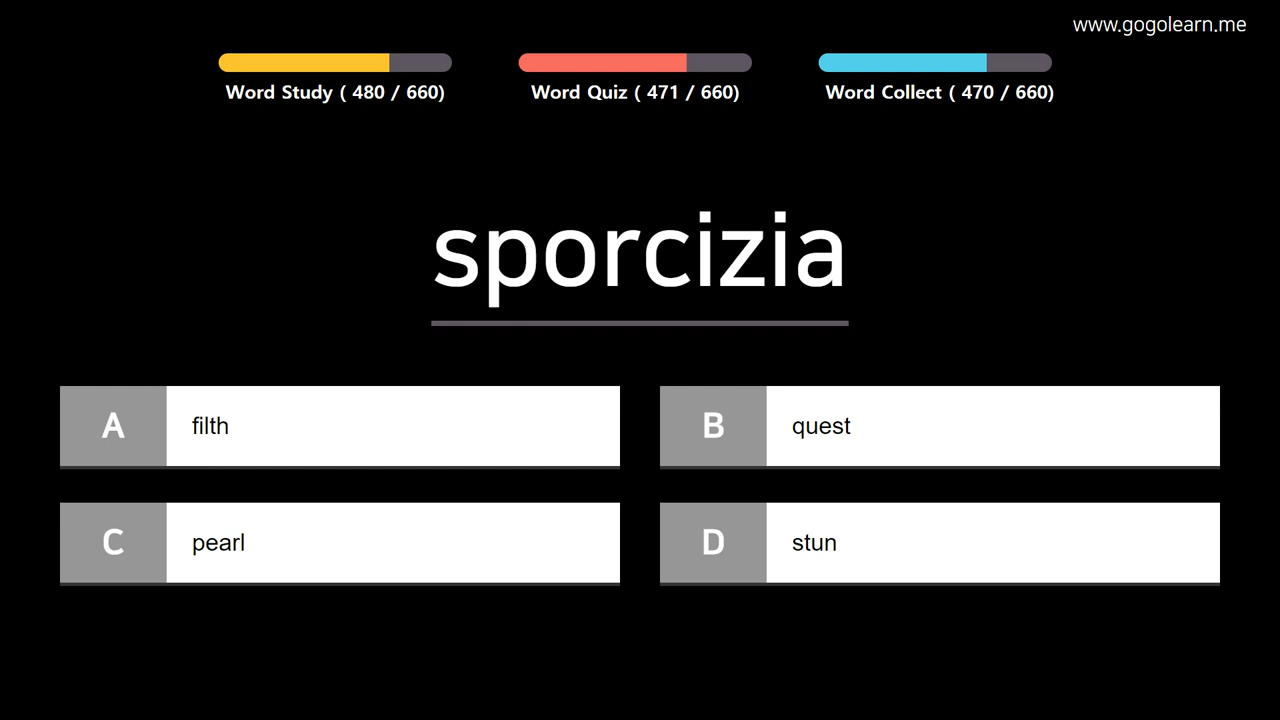 www.gogolearn.me
Word Study ( 480 / 660)
Word Quiz ( 471 / 660)
Word Collect ( 470 / 660)
sporcizia
A filth
B quest
C pearl
D stun